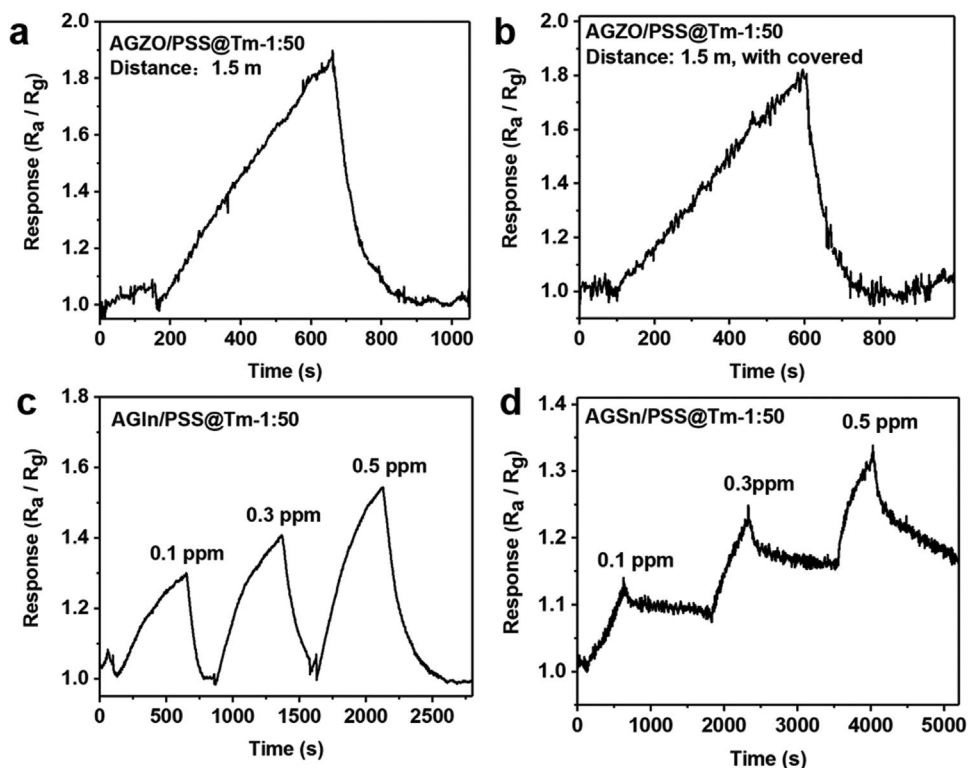 a
AGZO/PSS@Tm-1:50
Distance: 1.5 m
Response (Ra / Rg)
2.0
1.8
1.6
1.4
1.2
1.0
0 200 400 600 800 1000
Time (s)
b
AGZO/PSS@Tm-1:50
Distance: 1.5 m, with covered
Response (Ra / Rg)
2.0
1.8
1.6
1.4
1.2
1.0
0 200 400 600 800
Time (s)
c
AGIn/PSS@Tm-1:50
0.1 ppm
0.3 ppm
0.5 ppm
Response (Ra / Rg)
1.8
1.6
1.4
1.2
1.0
0 500 1000 1500 2000 2500
Time (s)
d
AGSn/PSS@Tm-1:50
0.1 ppm
0.3ppm
0.5 ppm
Response (Ra / Rg)
1.4
1.3
1.2
1.1
1.0
0 1000 2000 3000 4000 5000
Time (s)